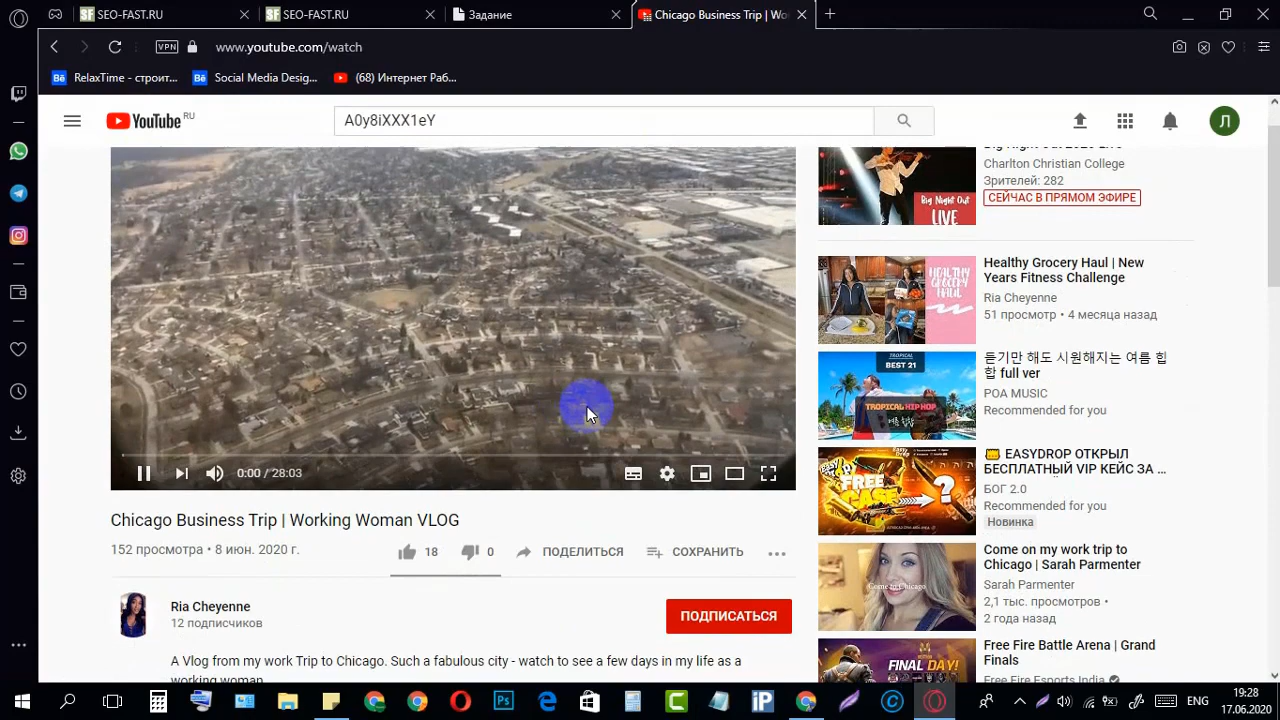 SEO-FAST.RU
SEO-FAST.RU
Задание
Chicago Business Trip | Wo
VPN
www.youtube.com/watch
RelaxTime - строит...
Social Media Desig...
(68) Интернет Раб...
YouTube RU
A0y8iXXX1eY
Л
Charlton Christian College
Зрителей: 282
СЕЙЧАС В ПРЯМОМ ЭФИРЕ
Big Night Out
LIVE
Healthy Grocery Haul | New
Years Fitness Challenge
Ria Cheyenne
51 просмотр • 4 месяца назад
HEALTHY
GROCERY
HAUL
듣기만 해도 시원해지는 여름 힙
합 full ver
POA MUSIC
Recommended for you
TROPICAL
BEST 21
TROPICAL HIP HOP
EASYDROP ОТКРЫЛ
БЕСПЛАТНЫЙ VIP КЕЙС ЗА ...
БОГ 2.0
Recommended for you
Новинка
FREE
CASE
?
Come on my work trip to
Chicago | Sarah Parmenter
Sarah Parmenter
2,1 тыс. просмотров •
2 года назад
Come to Chicago
Free Fire Battle Arena | Grand
Finals
Free Fire Esports India
FINAL DAY!
0:00 / 28:03
Chicago Business Trip | Working Woman VLOG
152 просмотра • 8 июн. 2020 г.
18
0
ПОДЕЛИТЬСЯ
СОХРАНИТЬ
Ria Cheyenne
12 подписчиков
ПОДПИСАТЬСЯ
A Vlog from my work Trip to Chicago. Such a fabulous city - watch to see a few days in my life as a
working woman
ENG
19:28
17.06.2020